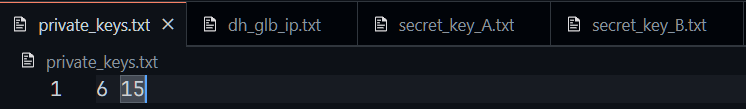 private_keys.txt × dh_glb_ip.txt secret_key_A.txt secret_key_B.txt
private_keys.txt
1 6 15